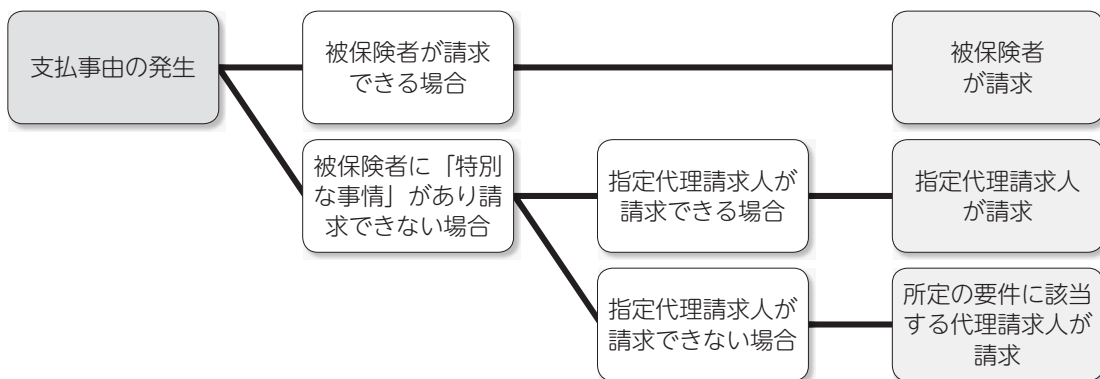 支払事由の発生
被保険者が請求
できる場合
被保険者
が請求
被保険者に「特別
な事情」があり請
求できない場合
指定代理請求人が
請求できる場合
指定代理請求人
が請求
指定代理請求人が
請求できない場合
所定の要件に該当
する代理請求人が
請求